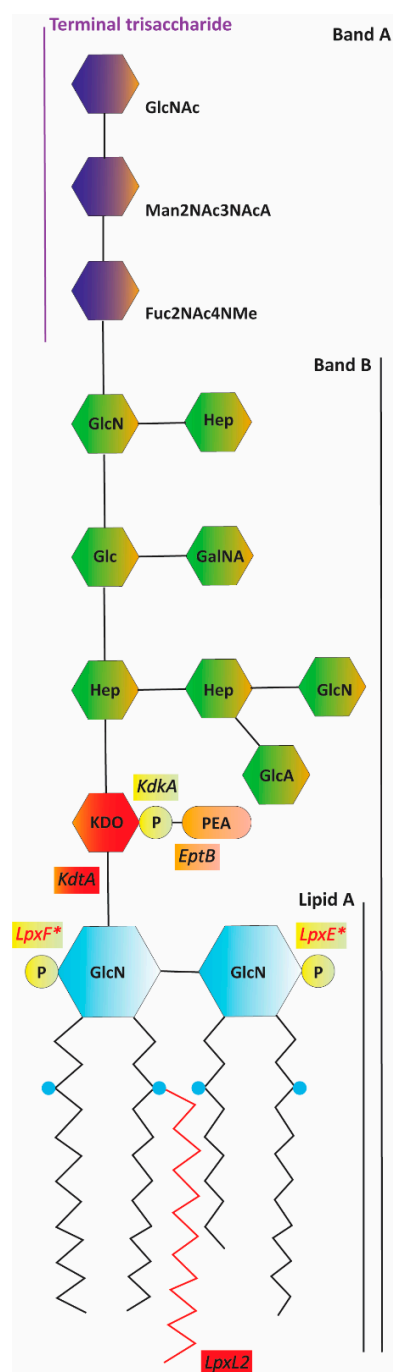 Terminal trisaccharide
Band A
GlcNAc
Man2NAc3NAcA
Fuc2NAc4NMe
Band B
GlcN
Hep
Glc
GalNA
Hep
Hep
GlcN
GlcA
KdkA
KDO
P
PEA
EptB
KdtA
Lipid A
LpxF*
LpxE*
P
GlcN
GlcN
P
LpxL2